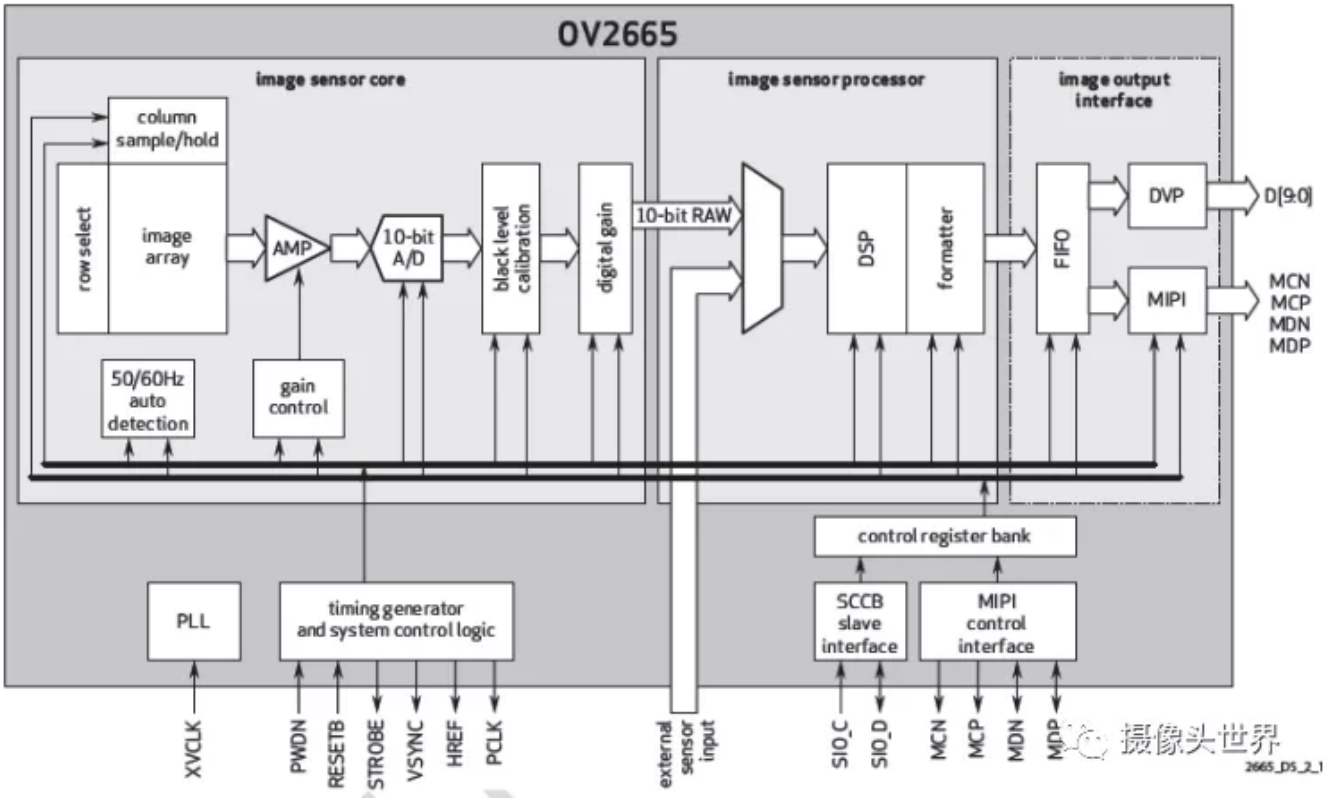 OV2665
image sensor core
image sensor processor
image output
interface
column
sample/hold
row select
image
array
AMP
10-bit
A/D
black level
calibration
digital gain
10-bit RAW
DSP
formatter
FIFO
DVP
MIPI
D[9:0]
MCN
MCP
MDN
MDP
50/60Hz
auto
detection
gain
control
control register bank
PLL
timing generator
and system control logic
SCCB
slave
interface
MIPI
control
interface
XVCLK
PWDN
RESETB
STROBE
VSYNC
HREF
PCLK
external
sensor
input
SIO_C
SIO_D
MCN
MCP
MDN
MDP
摄像头世界
2665_DS_2_1